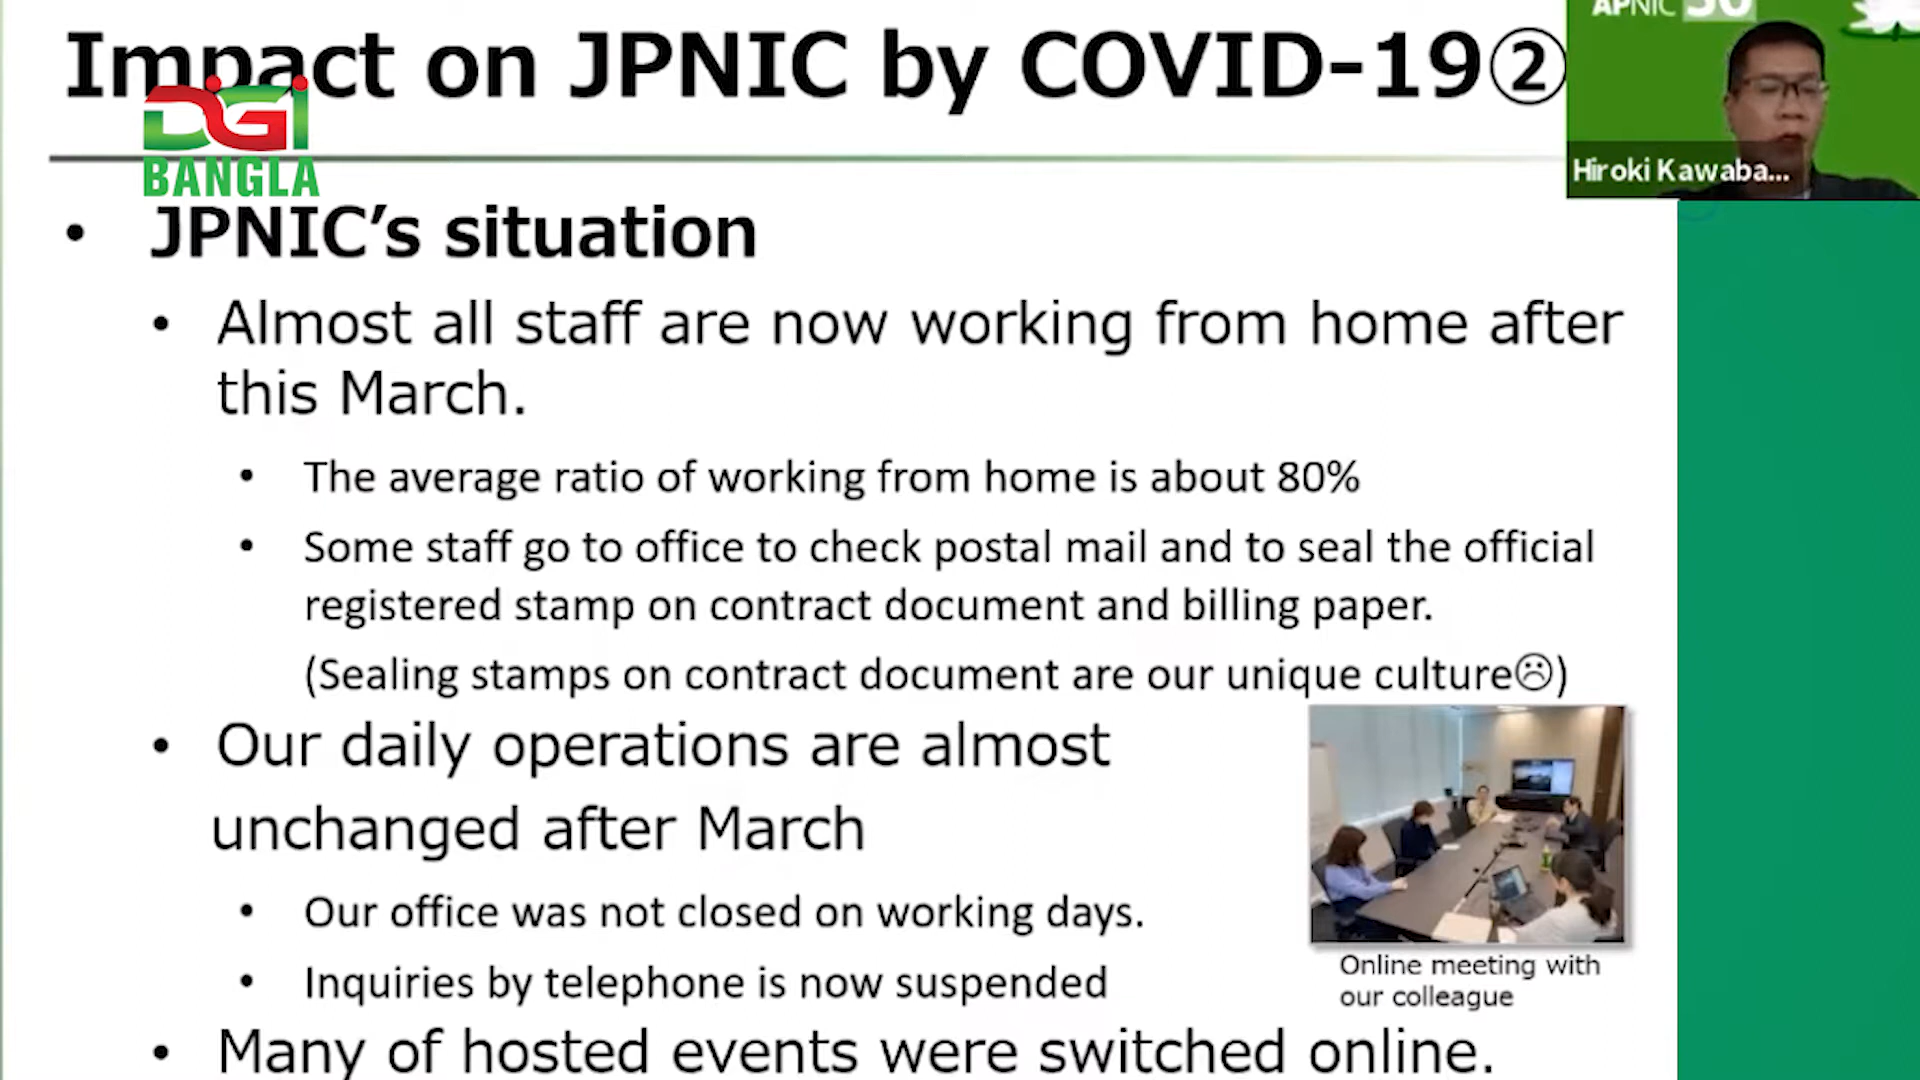 Impact on JPNIC by COVID-19②
APNIC 50
DGi
BANGLA
Hiroki Kawaba...
• JPNIC’s situation
• Almost all staff are now working from home after
this March.
• The average ratio of working from home is about 80%
• Some staff go to office to check postal mail and to seal the official
registered stamp on contract document and billing paper.
(Sealing stamps on contract document are our unique culture☹)
• Our daily operations are almost
unchanged after March
• Our office was not closed on working days.
• Inquiries by telephone is now suspended
Online meeting with
our colleague
• Many of hosted events were switched online.